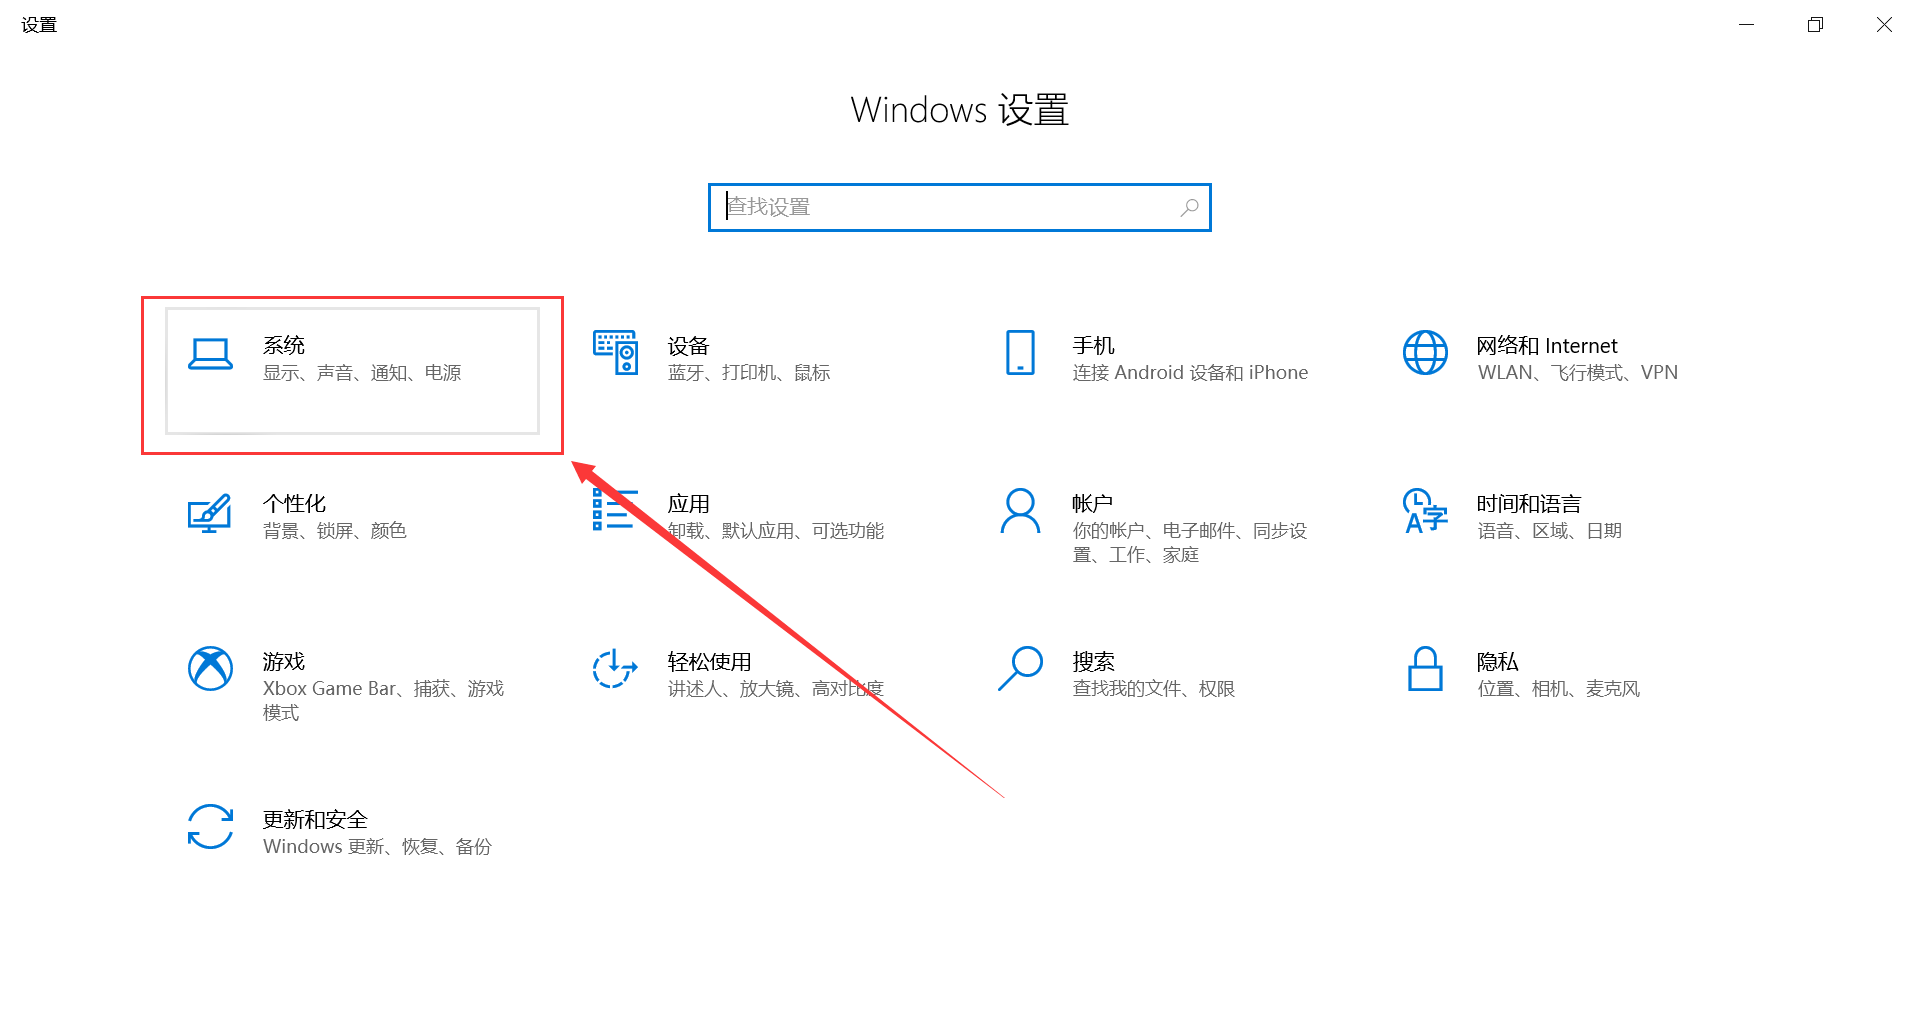 设置
Windows 设置
查找设置
系统
显示、声音、通知、电源
设备
蓝牙、打印机、鼠标
手机
连接 Android 设备和 iPhone
网络和 Internet
WLAN、飞行模式、VPN
个性化
背景、锁屏、颜色
应用
卸载、默认应用、可选功能
帐户
你的帐户、电子邮件、同步设
置、工作、家庭
时间和语言
语音、区域、日期
游戏
Xbox Game Bar、捕获、游戏
模式
轻松使用
讲述人、放大镜、高对比度
搜索
查找我的文件、权限
隐私
位置、相机、麦克风
更新和安全
Windows 更新、恢复、备份